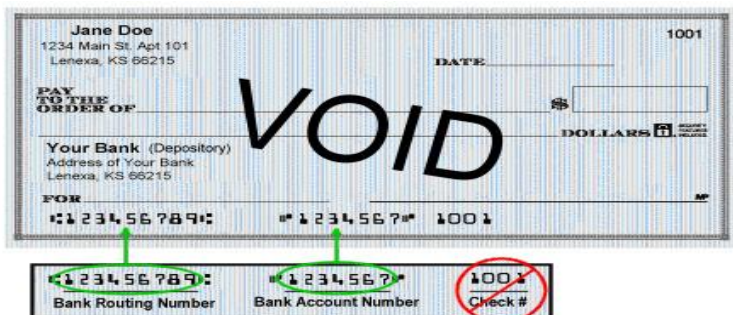 Jane Doe
1001
1234 Main St. Apt 101
Lenexa, KS 66215
DATE
PAY
TO THE
ORDER OF
$
VOID
DOLLARS
Your Bank (Depository)
Address of Your Bank
Lenexa, KS 66215
FOR
MP
⑆123456789⑆ ⑈1234567⑈ 1001
⑆123456789⑆ ⑈1234567⑈ 1001
Bank Routing Number Bank Account Number Check #